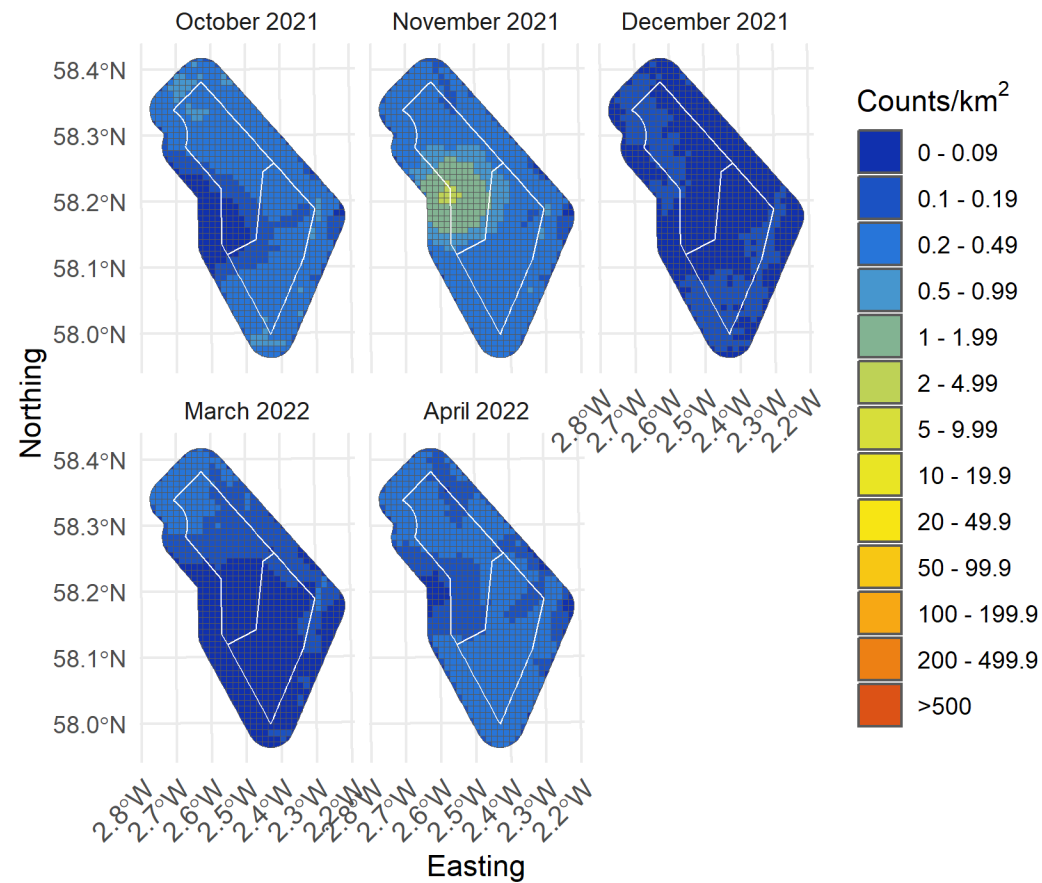 October 2021
November 2021
December 2021
58.4°N
58.3°N
58.2°N
58.1°N
58.0°N
2.8°W
2.7°W
2.6°W
2.5°W
2.4°W
2.3°W
2.2°W
March 2022
April 2022
58.4°N
58.3°N
58.2°N
58.1°N
58.0°N
2.8°W
2.7°W
2.6°W
2.5°W
2.4°W
2.3°W
2.2°W
2.8°W
2.7°W
2.6°W
2.5°W
2.4°W
2.3°W
2.2°W
Northing
Easting
Counts/km²
0 - 0.09
0.1 - 0.19
0.2 - 0.49
0.5 - 0.99
1 - 1.99
2 - 4.99
5 - 9.99
10 - 19.9
20 - 49.9
50 - 99.9
100 - 199.9
200 - 499.9
>500